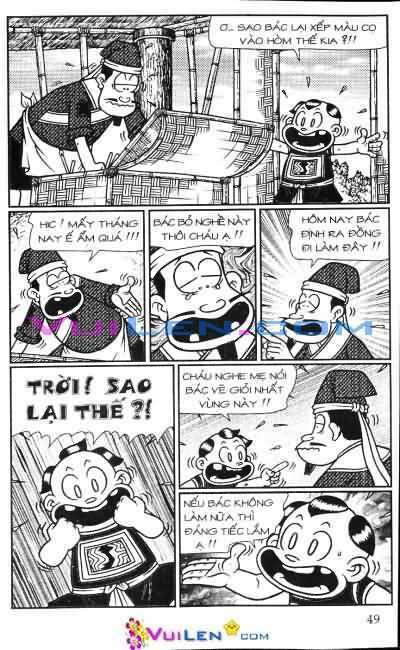 Ơ... SAO BÁC LẠI XẾP MÀU CỌ
VÀO HÒM THẾ KIA ?!!
HIC ! MẤY THÁNG
NAY Ế ẨM QUÁ !!!
BÁC BỎ NGHỀ NÀY
THÔI CHÁU Ạ !!
HÔM NAY BÁC
ĐỊNH RA ĐỒNG
ĐI LÀM ĐÂY !!
VUILEN.COM
TRỜI! SAO
LẠI THẾ ?!
CHÁU NGHE MẸ NÓI
BÁC VẼ GIỎI NHẤT
VÙNG NÀY !!
NẾU BÁC KHÔNG
LÀM NỮA THÌ
ĐÁNG TIẾC LẮM
Ạ !!
49
VUILEN.COM